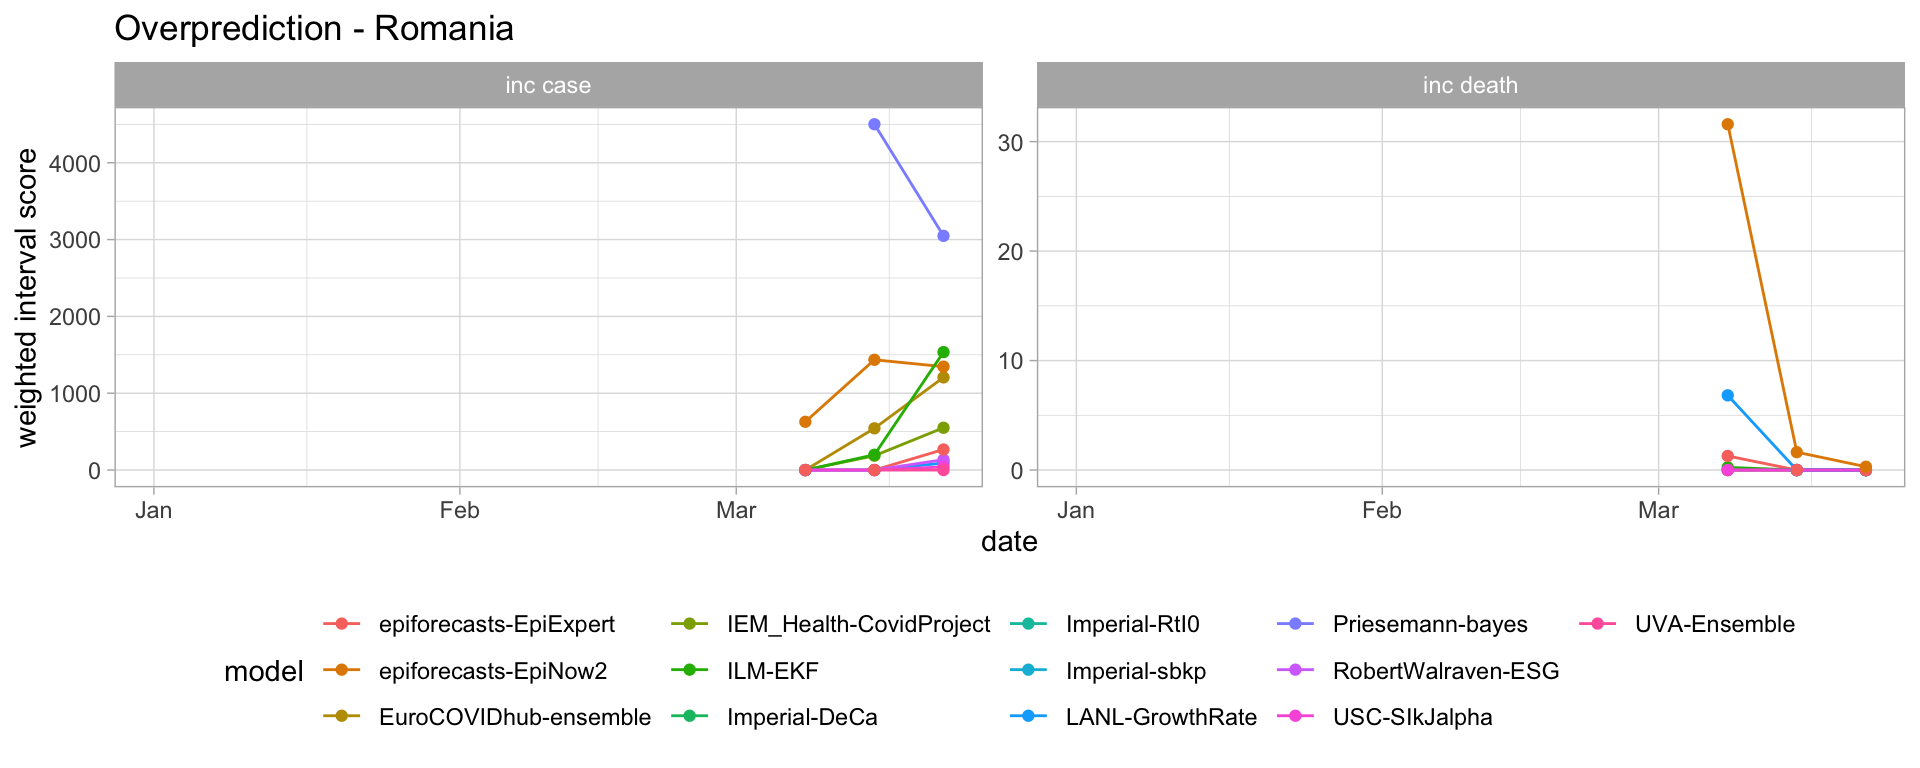 Overprediction - Romania
inc case
inc death
weighted interval score
4000
3000
2000
1000
0
30
20
10
0
Jan
Feb
Mar
Jan
Feb
Mar
date
model
epiforecasts-EpiExpert
IEM_Health-CovidProject
Imperial-RtI0
Priesemann-bayes
UVA-Ensemble
epiforecasts-EpiNow2
ILM-EKF
Imperial-sbkp
RobertWalraven-ESG
EuroCOVIDhub-ensemble
Imperial-DeCa
LANL-GrowthRate
USC-SIkJalpha